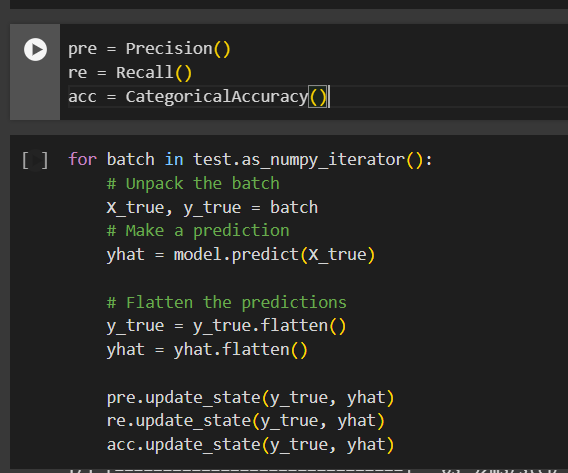 pre = Precision()
re = Recall()
acc = CategoricalAccuracy()
[ ] for batch in test.as_numpy_iterator():
# Unpack the batch
X_true, y_true = batch
# Make a prediction
yhat = model.predict(X_true)
# Flatten the predictions
y_true = y_true.flatten()
yhat = yhat.flatten()
pre.update_state(y_true, yhat)
re.update_state(y_true, yhat)
acc.update_state(y_true, yhat)